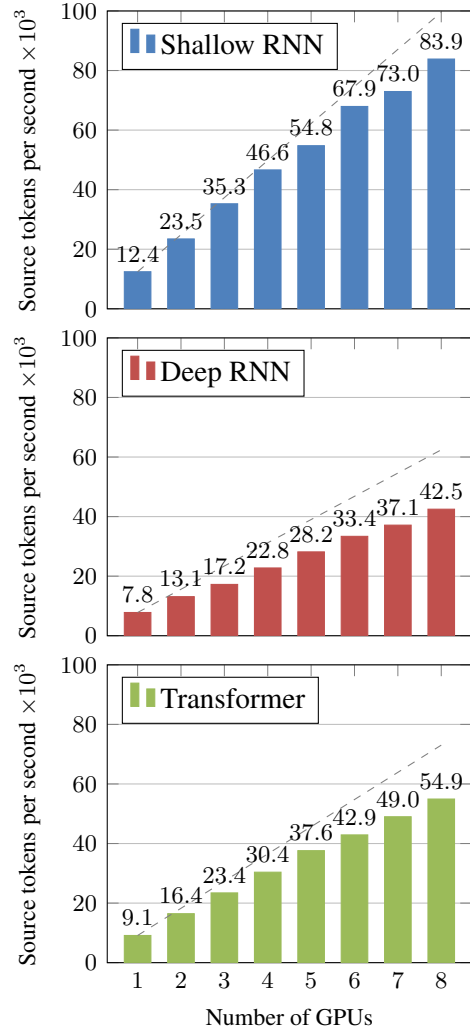 Source tokens per second ×10³
100
80
60
40
20
0
Shallow RNN
12.4 23.5 35.3 46.6 54.8 67.9 73.0 83.9
Source tokens per second ×10³
100
80
60
40
20
0
Deep RNN
7.8 13.1 17.2 22.8 28.2 33.4 37.1 42.5
Source tokens per second ×10³
100
80
60
40
20
0
Transformer
9.1 16.4 23.4 30.4 37.6 42.9 49.0 54.9
1 2 3 4 5 6 7 8
Number of GPUs